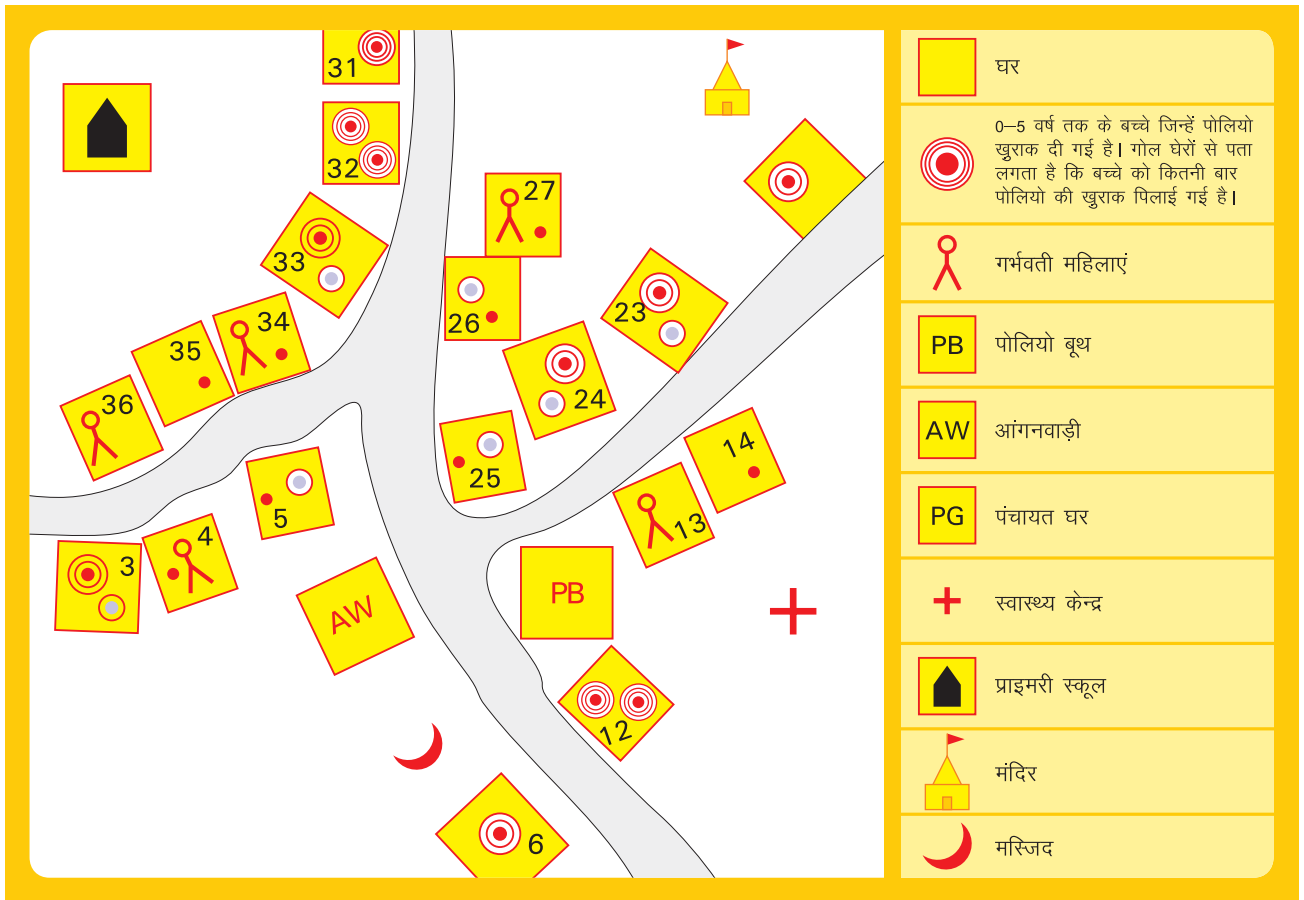 31
32
33
34
35
36
27
26
23
24
25
14
13
5
4
3
AW
PB
12
6
घर
0–5 वर्ष तक के बच्चे जिन्हें पोलियो
खुराक दी गई है। गोल घेरों से पता
लगता है कि बच्चे को कितनी बार
पोलियो की खुराक पिलाई गई है।
गर्भवती महिलाएं
PB पोलियो बूथ
AW आंगनवाड़ी
PG पंचायत घर
स्वास्थ्य केन्द्र
प्राइमरी स्कूल
मंदिर
मस्जिद